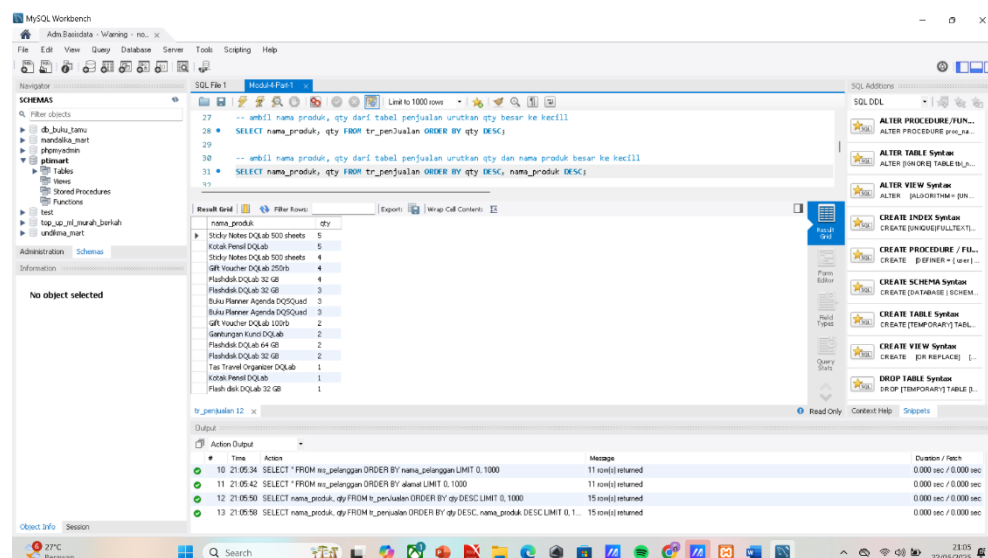 MySQL Workbench
Adm.Basisdata - Warning - no... ×
File Edit View Query Database Server Tools Scripting Help
Navigator
SCHEMAS
Filter objects
db_buku_tamu
mandalika_mart
phpmyadmin
ptimart
Tables
Views
Stored Procedures
Functions
test
top_up_ml_murah_berkah
undikma_mart
Administration Schemas
Information
No object selected
Object Info Session
SQL File 1 Modul-4-Part-1 ×
Limit to 1000 rows
27 -- ambil nama produk, qty dari tabel penjualan urutkan qty besar ke kecill
28 SELECT nama_produk, qty FROM tr_penJualan ORDER BY qty DESC;
29
30 -- ambil nama produk, qty dari tabel penjualan urutkan qty dan nama produk besar ke kecill
31 SELECT nama_produk, qty FROM tr_penjualan ORDER BY qty DESC, nama_produk DESC;
32
Result Grid Filter Rows: Export: Wrap Cell Content:
nama_produk qty
Sticky Notes DQLab 500 sheets 5
Kotak Pensil DQLab 5
Sticky Notes DQLab 500 sheets 4
Gift Voucher DQLab 250rb 4
Flashdisk DQLab 32 GB 4
Flashdisk DQLab 32 GB 3
Buku Planner Agenda DQSQuad 3
Buku Planner Agenda DQSQuad 3
Gift Voucher DQLab 100rb 2
Gantungan Kunci DQLab 2
Flashdisk DQLab 64 GB 2
Flashdisk DQLab 32 GB 2
Tas Travel Organizer DQLab 1
Kotak Pensil DQLab 1
Flash disk DQLab 32 GB 1
Result Grid
Form Editor
Field Types
Query Stats
tr_penjualan 12 ×
Read Only
Output
Action Output
# Time Action Message Duration / Fetch
10 21:05:34 SELECT * FROM ms_pelanggan ORDER BY nama_pelanggan LIMIT 0, 1000 11 row(s) returned 0.000 sec / 0.000 sec
11 21:05:42 SELECT * FROM ms_pelanggan ORDER BY alamat LIMIT 0, 1000 11 row(s) returned 0.000 sec / 0.000 sec
12 21:05:50 SELECT nama_produk, qty FROM tr_penJualan ORDER BY qty DESC LIMIT 0, 1000 15 row(s) returned 0.000 sec / 0.000 sec
13 21:05:58 SELECT nama_produk, qty FROM tr_penjualan ORDER BY qty DESC, nama_produk DESC LIMIT 0, 1... 15 row(s) returned 0.000 sec / 0.000 sec
SQL Additions
SQL DDL
ALTER PROCEDURE/FUN...
ALTER PROCEDURE proc_na...
ALTER TABLE Syntax
ALTER [IGNORE] TABLE tbl_n...
ALTER VIEW Syntax
ALTER [ALGORITHM = {UN...
CREATE INDEX Syntax
CREATE [UNIQUE|FULLTEXT|...
CREATE PROCEDURE / FU...
CREATE [DEFINER = { user | ...
CREATE SCHEMA Syntax
CREATE {DATABASE | SCHEM...
CREATE TABLE Syntax
CREATE [TEMPORARY] TABL...
CREATE VIEW Syntax
CREATE [OR REPLACE] [...
DROP TABLE Syntax
DROP [TEMPORARY] TABLE [I...
Context Help Snippets
6 27°C
Berawan
Search
21:05
22/05/2025